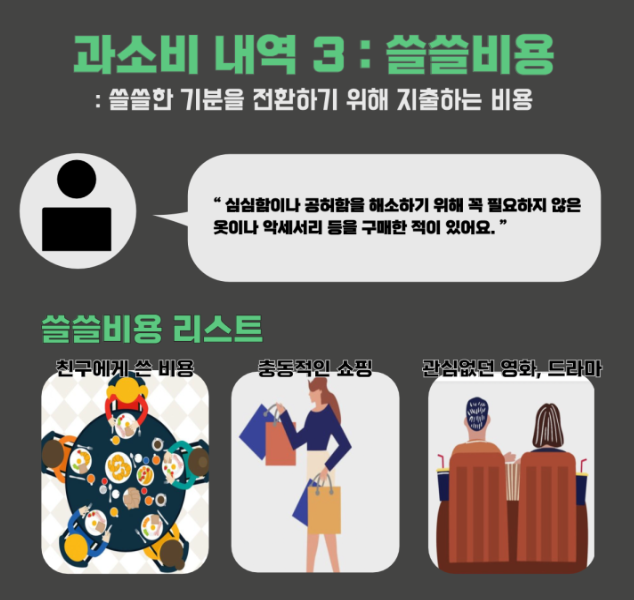 과소비 내역 3 : 쓸쓸비용
: 쓸쓸한 기분을 전환하기 위해 지출하는 비용
“ 심심함이나 공허함을 해소하기 위해 꼭 필요하지 않은
옷이나 악세서리 등을 구매한 적이 있어요. ”
쓸쓸비용 리스트
친구에게 쓴 비용
충동적인 쇼핑
관심없던 영화, 드라마